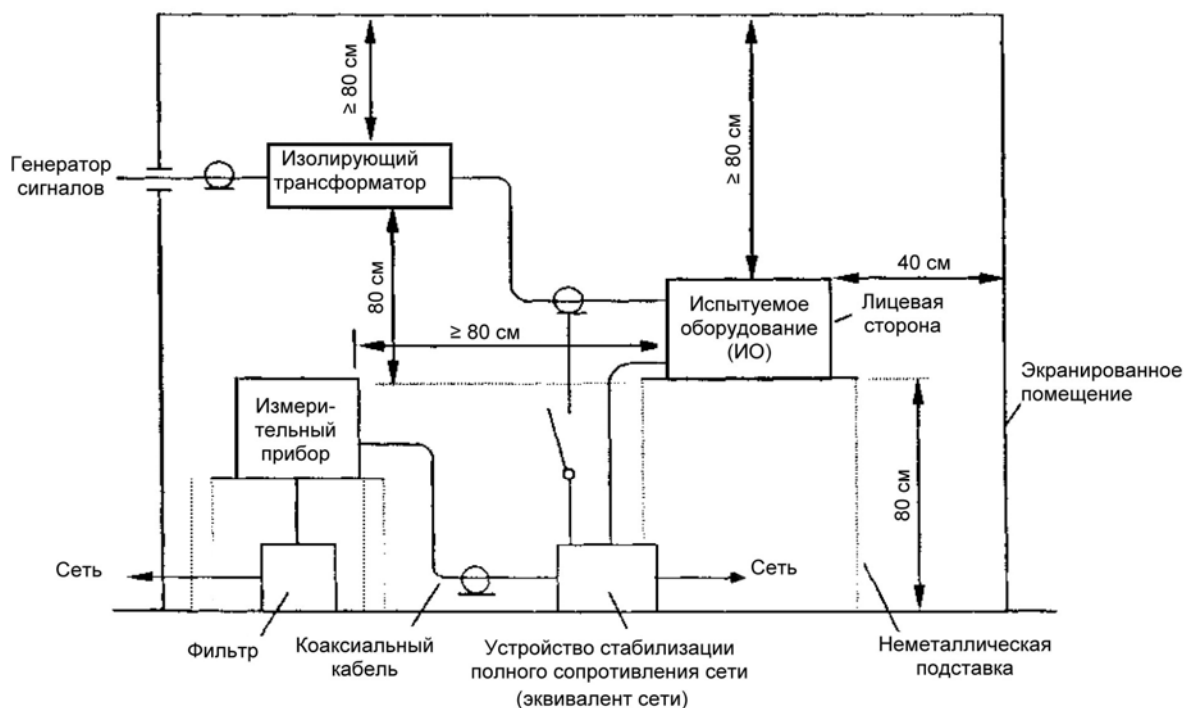 ≥ 80 см
≥ 80 см
Генератор
сигналов
Изолирующий
трансформатор
80 см
40 см
Испытуемое
оборудование
(ИО)
Лицевая
сторона
≥ 80 см
Экранированное
помещение
Измери-
тельный
прибор
80 см
Сеть
Сеть
Фильтр
Коаксиальный
кабель
Устройство стабилизации
полного сопротивления сети
(эквивалент сети)
Неметаллическая
подставка